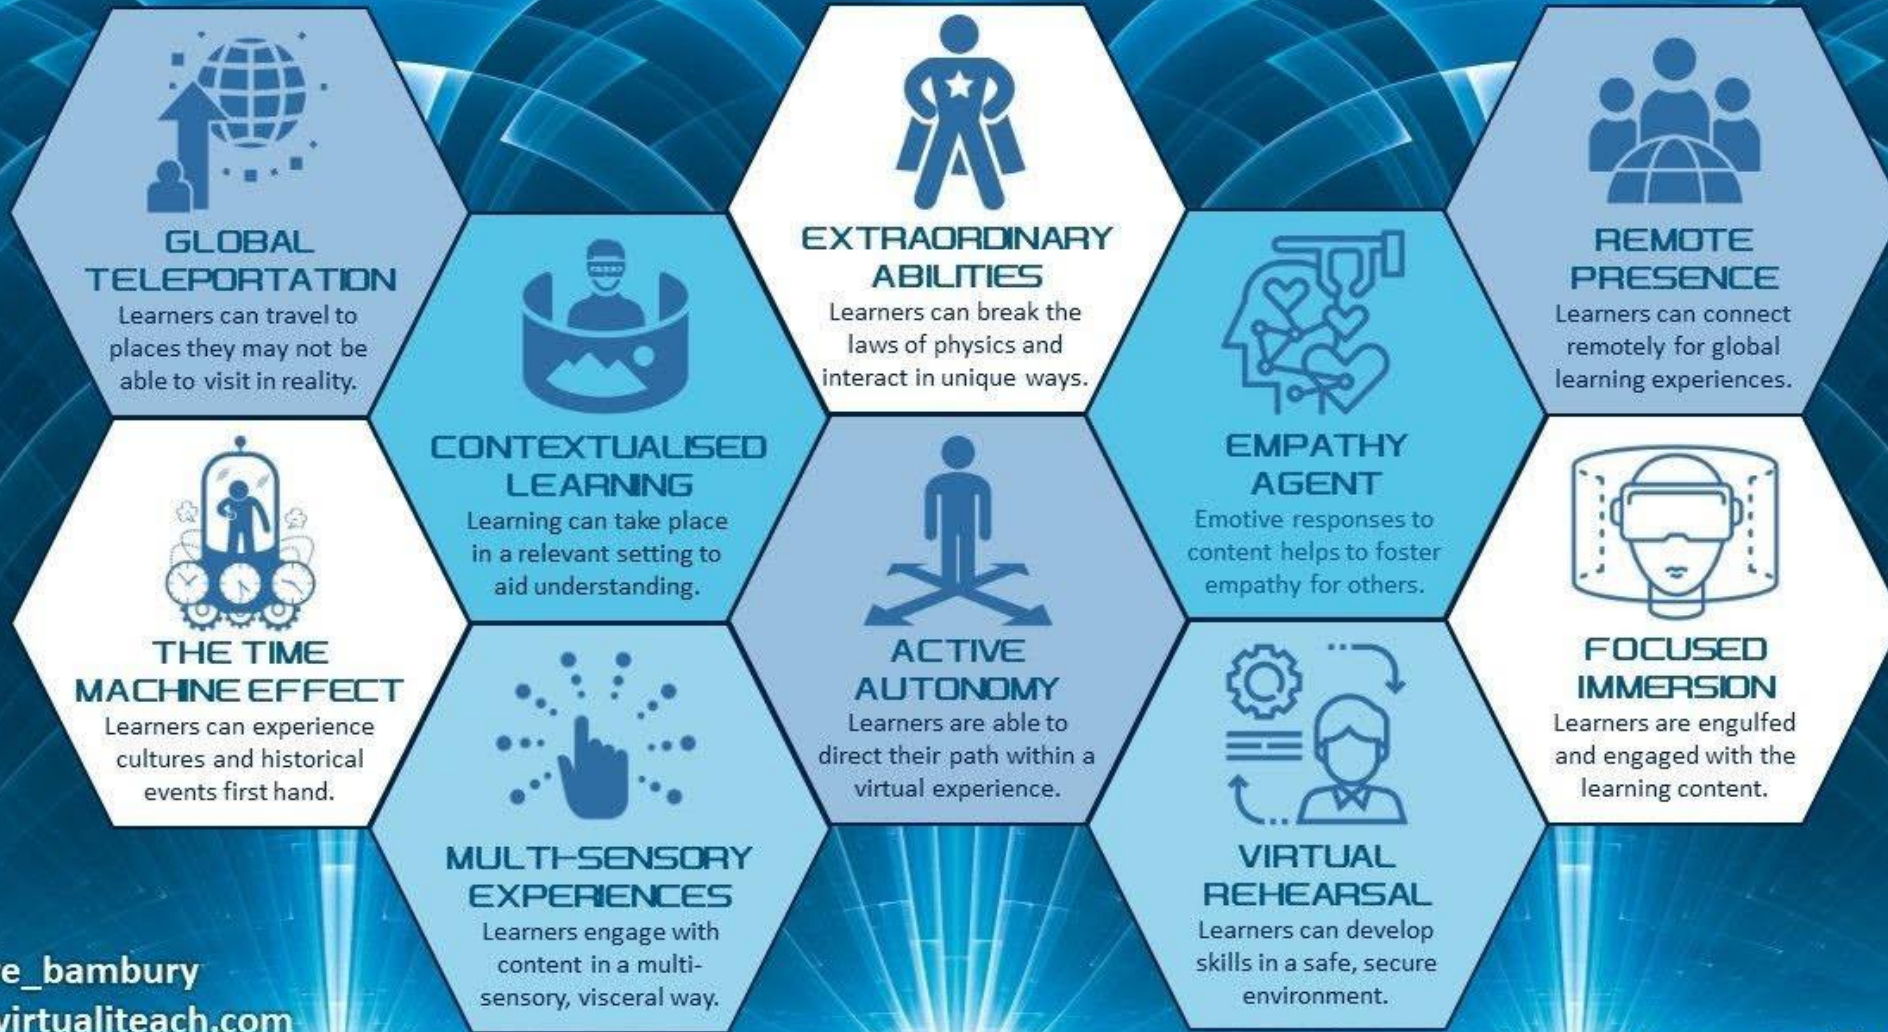 GLOBAL
TELEPORTATION
Learners can travel to
places they may not be
able to visit in reality.
EXTRAORDINARY
ABILITIES
Learners can break the
laws of physics and
interact in unique ways.
REMOTE
PRESENCE
Learners can connect
remotely for global
learning experiences.
CONTEXTUALISED
LEARNING
Learning can take place
in a relevant setting to
aid understanding.
EMPATHY
AGENT
Emotive responses to
content helps to foster
empathy for others.
THE TIME
MACHINE EFFECT
Learners can experience
cultures and historical
events first hand.
ACTIVE
AUTONOMY
Learners are able to
direct their path within a
virtual experience.
FOCUSED
IMMERSION
Learners are engulfed
and engaged with the
learning content.
MULTI-SENSORY
EXPERIENCES
Learners engage with
content in a multi-
sensory, visceral way.
VIRTUAL
REHEARSAL
Learners can develop
skills in a safe, secure
environment.
e_bambury
virtualiteach.com